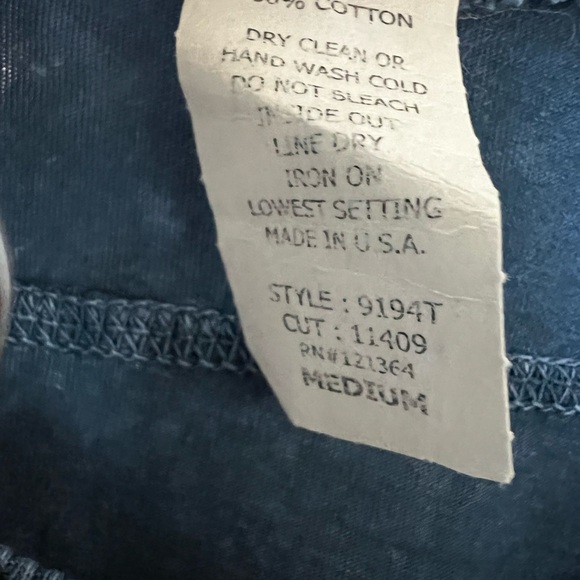 % COTTON
DRY CLEAN OR
HAND WASH COLD
DO NOT BLEACH
INSIDE OUT
LINE DRY
IRON ON
LOWEST SETTING
MADE IN U.S.A.
STYLE : 9194T
CUT : 11409
RN#121364
MEDIUM